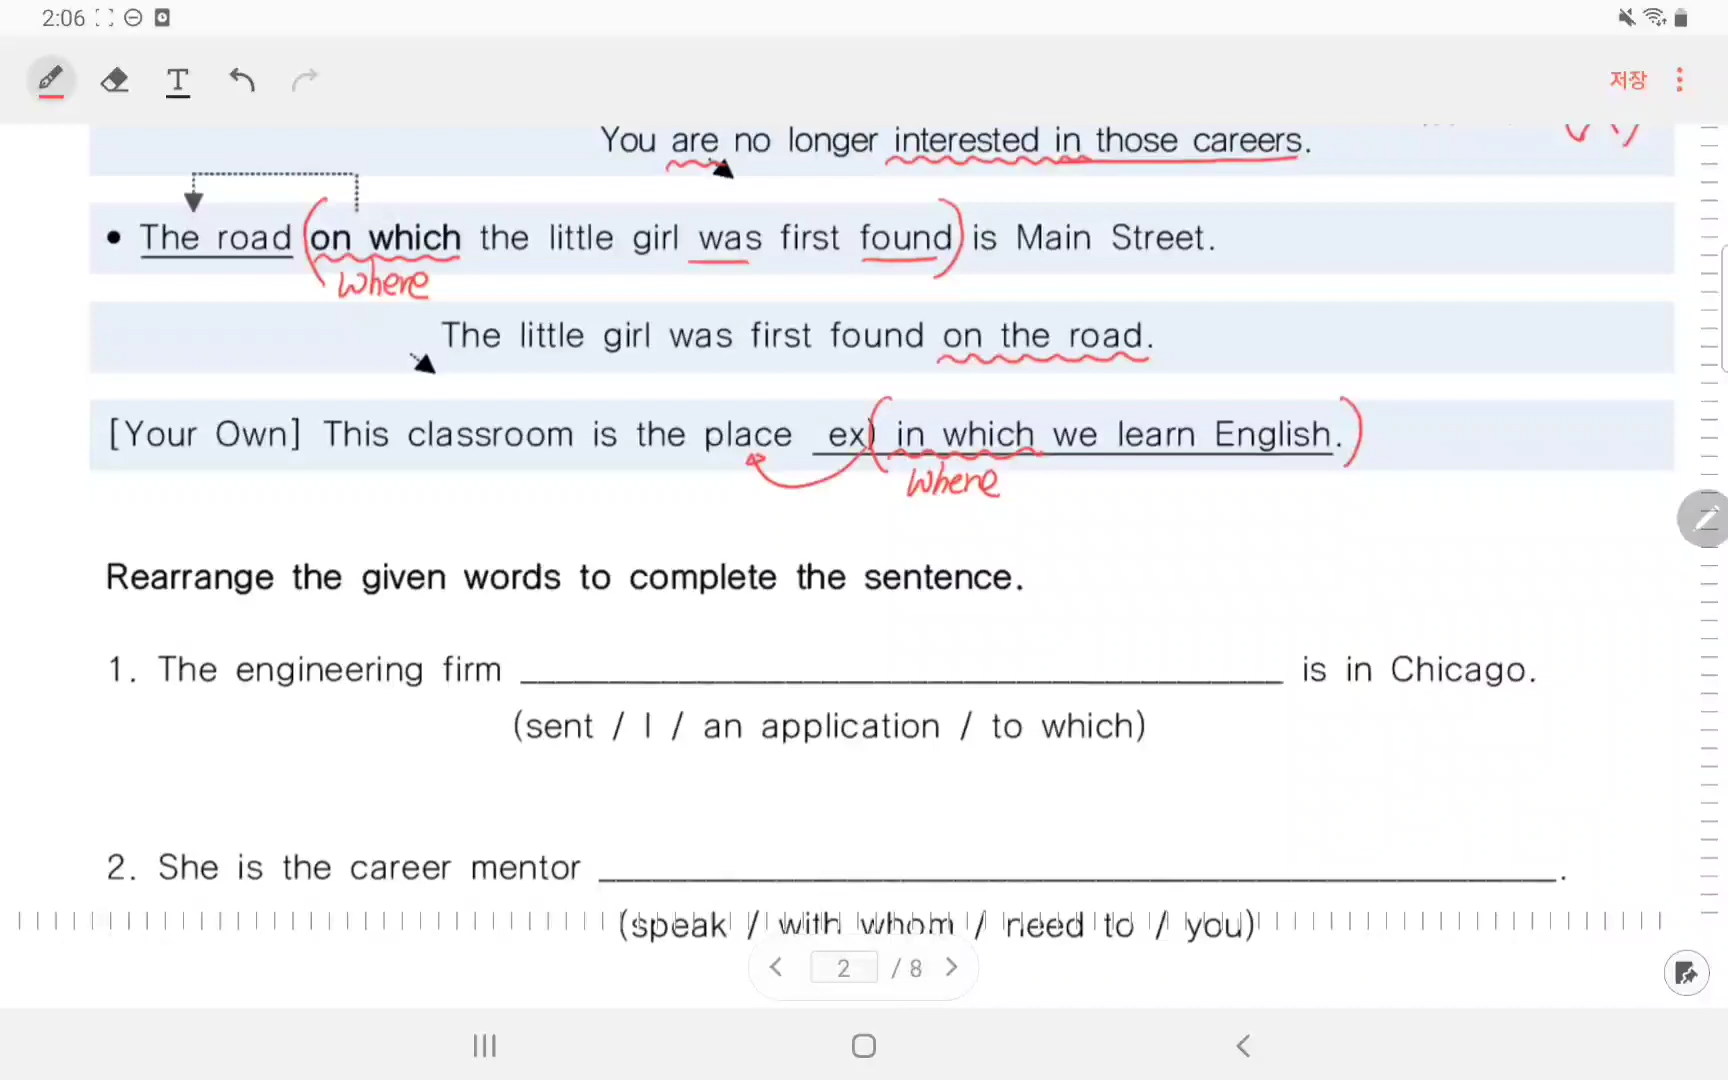 2:06
T
저장
You are no longer interested in those careers.
• The road (on which the little girl was first found) is Main Street.
where
The little girl was first found on the road.
[Your Own] This classroom is the place ex) (in which we learn English.)
where
Rearrange the given words to complete the sentence.
1. The engineering firm ______ is in Chicago.
(sent / I / an application / to which)
2. She is the career mentor ______.
(speak / with whom / need to / you)
2 / 8